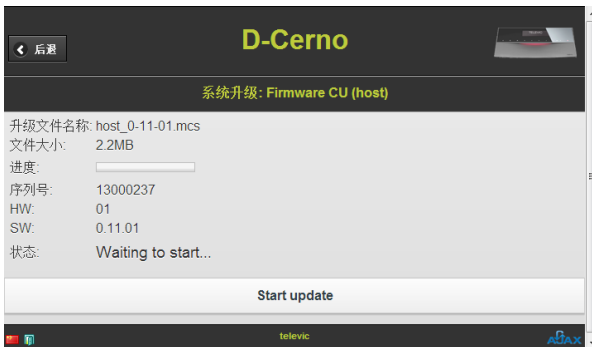 后退
D-Cerno
系统升级: Firmware CU (host)
升级文件名称: host_0-11-01.mcs
文件大小: 2.2MB
进度:
序列号: 13000237
HW: 01
SW: 0.11.01
状态: Waiting to start...
Start update
televic
AJAX